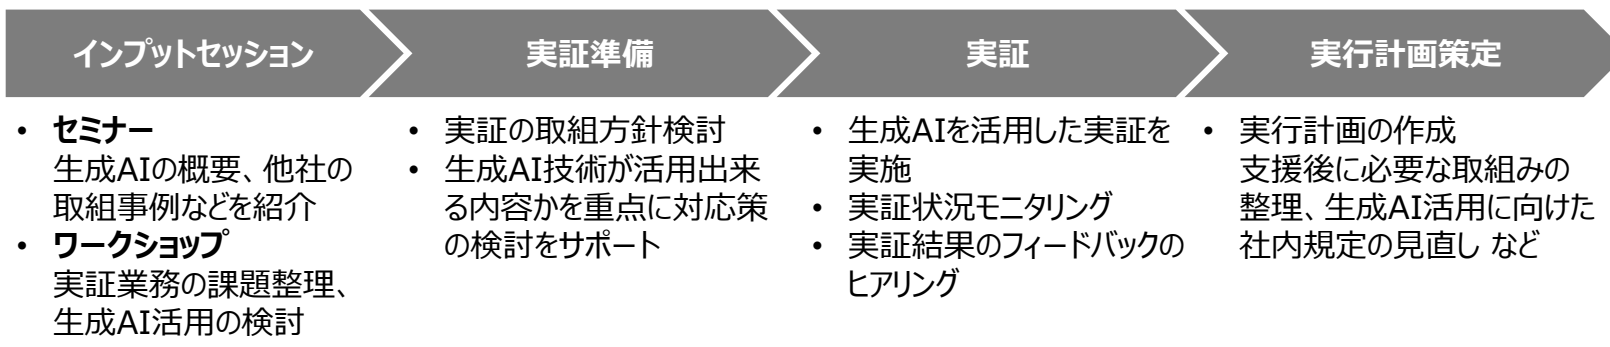 インプットセッション
実証準備
実証
実行計画策定
• セミナー
生成AIの概要、他社の
取組事例などを紹介
• ワークショップ
実証業務の課題整理、
生成AI活用の検討
• 実証の取組方針検討
• 生成AI技術が活用出来
る内容かを重点に対応策
の検討をサポート
• 生成AIを活用した実証を
実施
• 実証状況モニタリング
• 実証結果のフィードバックの
ヒアリング
• 実行計画の作成
支援後に必要な取組みの
整理、生成AI活用に向けた
社内規定の見直し など